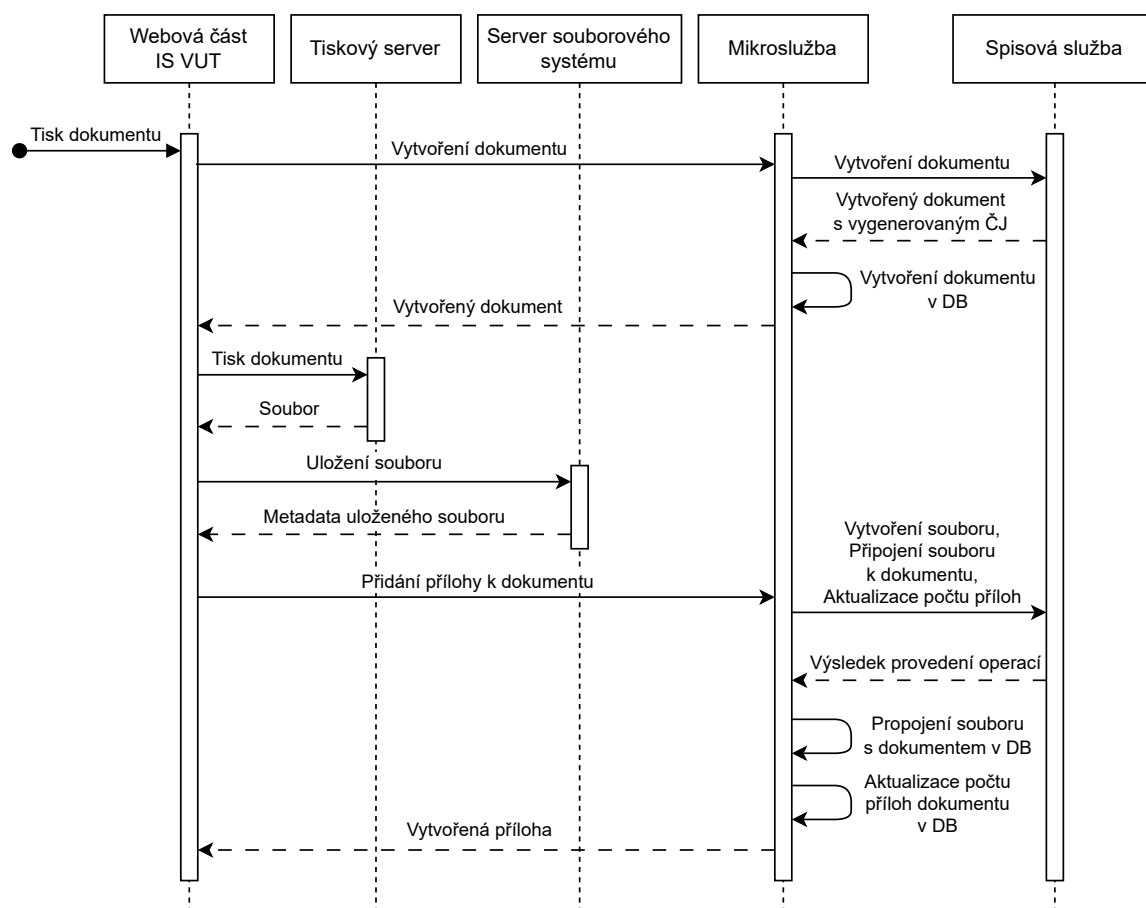 Webová část
IS VUT
Tiskový server
Server souborového
systému
Mikroslužba
Spisová služba
Tisk dokumentu
Vytvoření dokumentu
Vytvoření dokumentu
Vytvořený dokument
s vygenerovaným ČJ
Vytvoření dokumentu
v DB
Vytvořený dokument
Tisk dokumentu
Soubor
Uložení souboru
Metadata uloženého souboru
Přidání přílohy k dokumentu
Vytvoření souboru,
Připojení souboru
k dokumentu,
Aktualizace počtu příloh
Výsledek provedení operací
Propojení souboru
s dokumentem v DB
Aktualizace počtu
příloh dokumentu
v DB
Vytvořená příloha